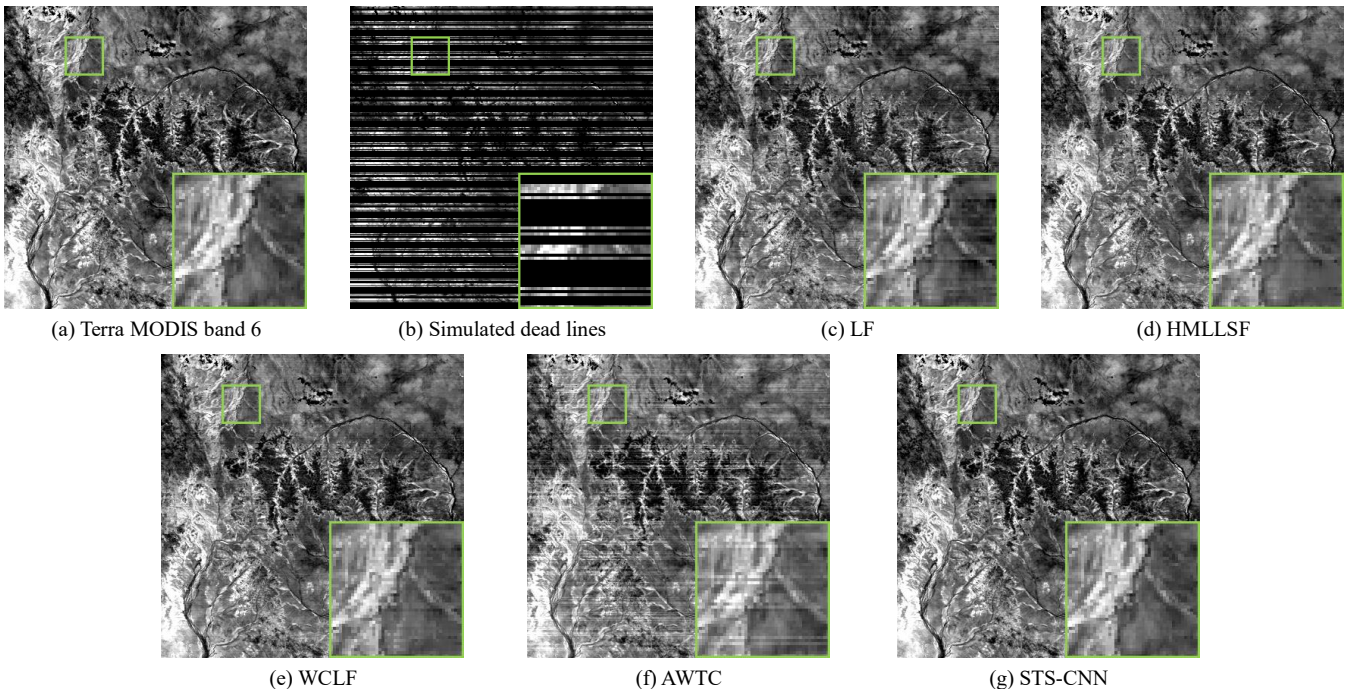 (a) Terra MODIS band 6
(b) Simulated dead lines
(c) LF
(d) HMLLSF
(e) WCLF
(f) AWTC
(g) STS-CNN